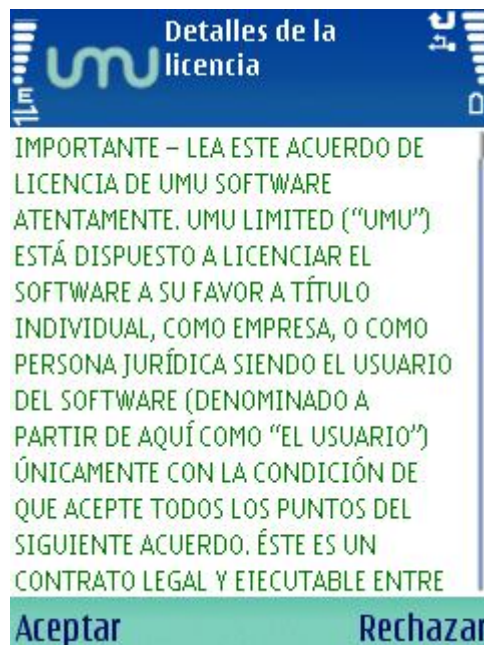 Detalles de la
umu licencia
E
D
IMPORTANTE – LEA ESTE ACUERDO DE
LICENCIA DE UMU SOFTWARE
ATENTAMENTE. UMU LIMITED (“UMU”)
ESTÁ DISPUESTO A LICENCIAR EL
SOFTWARE A SU FAVOR A TÍTULO
INDIVIDUAL, COMO EMPRESA, O COMO
PERSONA JURÍDICA SIENDO EL USUARIO
DEL SOFTWARE (DENOMINADO A
PARTIR DE AQUÍ COMO “EL USUARIO”)
ÚNICAMENTE CON LA CONDICIÓN DE
QUE ACEPTE TODOS LOS PUNTOS DEL
SIGUIENTE ACUERDO. ÉSTE ES UN
CONTRATO LEGAL Y EJECUTABLE ENTRE
Aceptar Rechazar